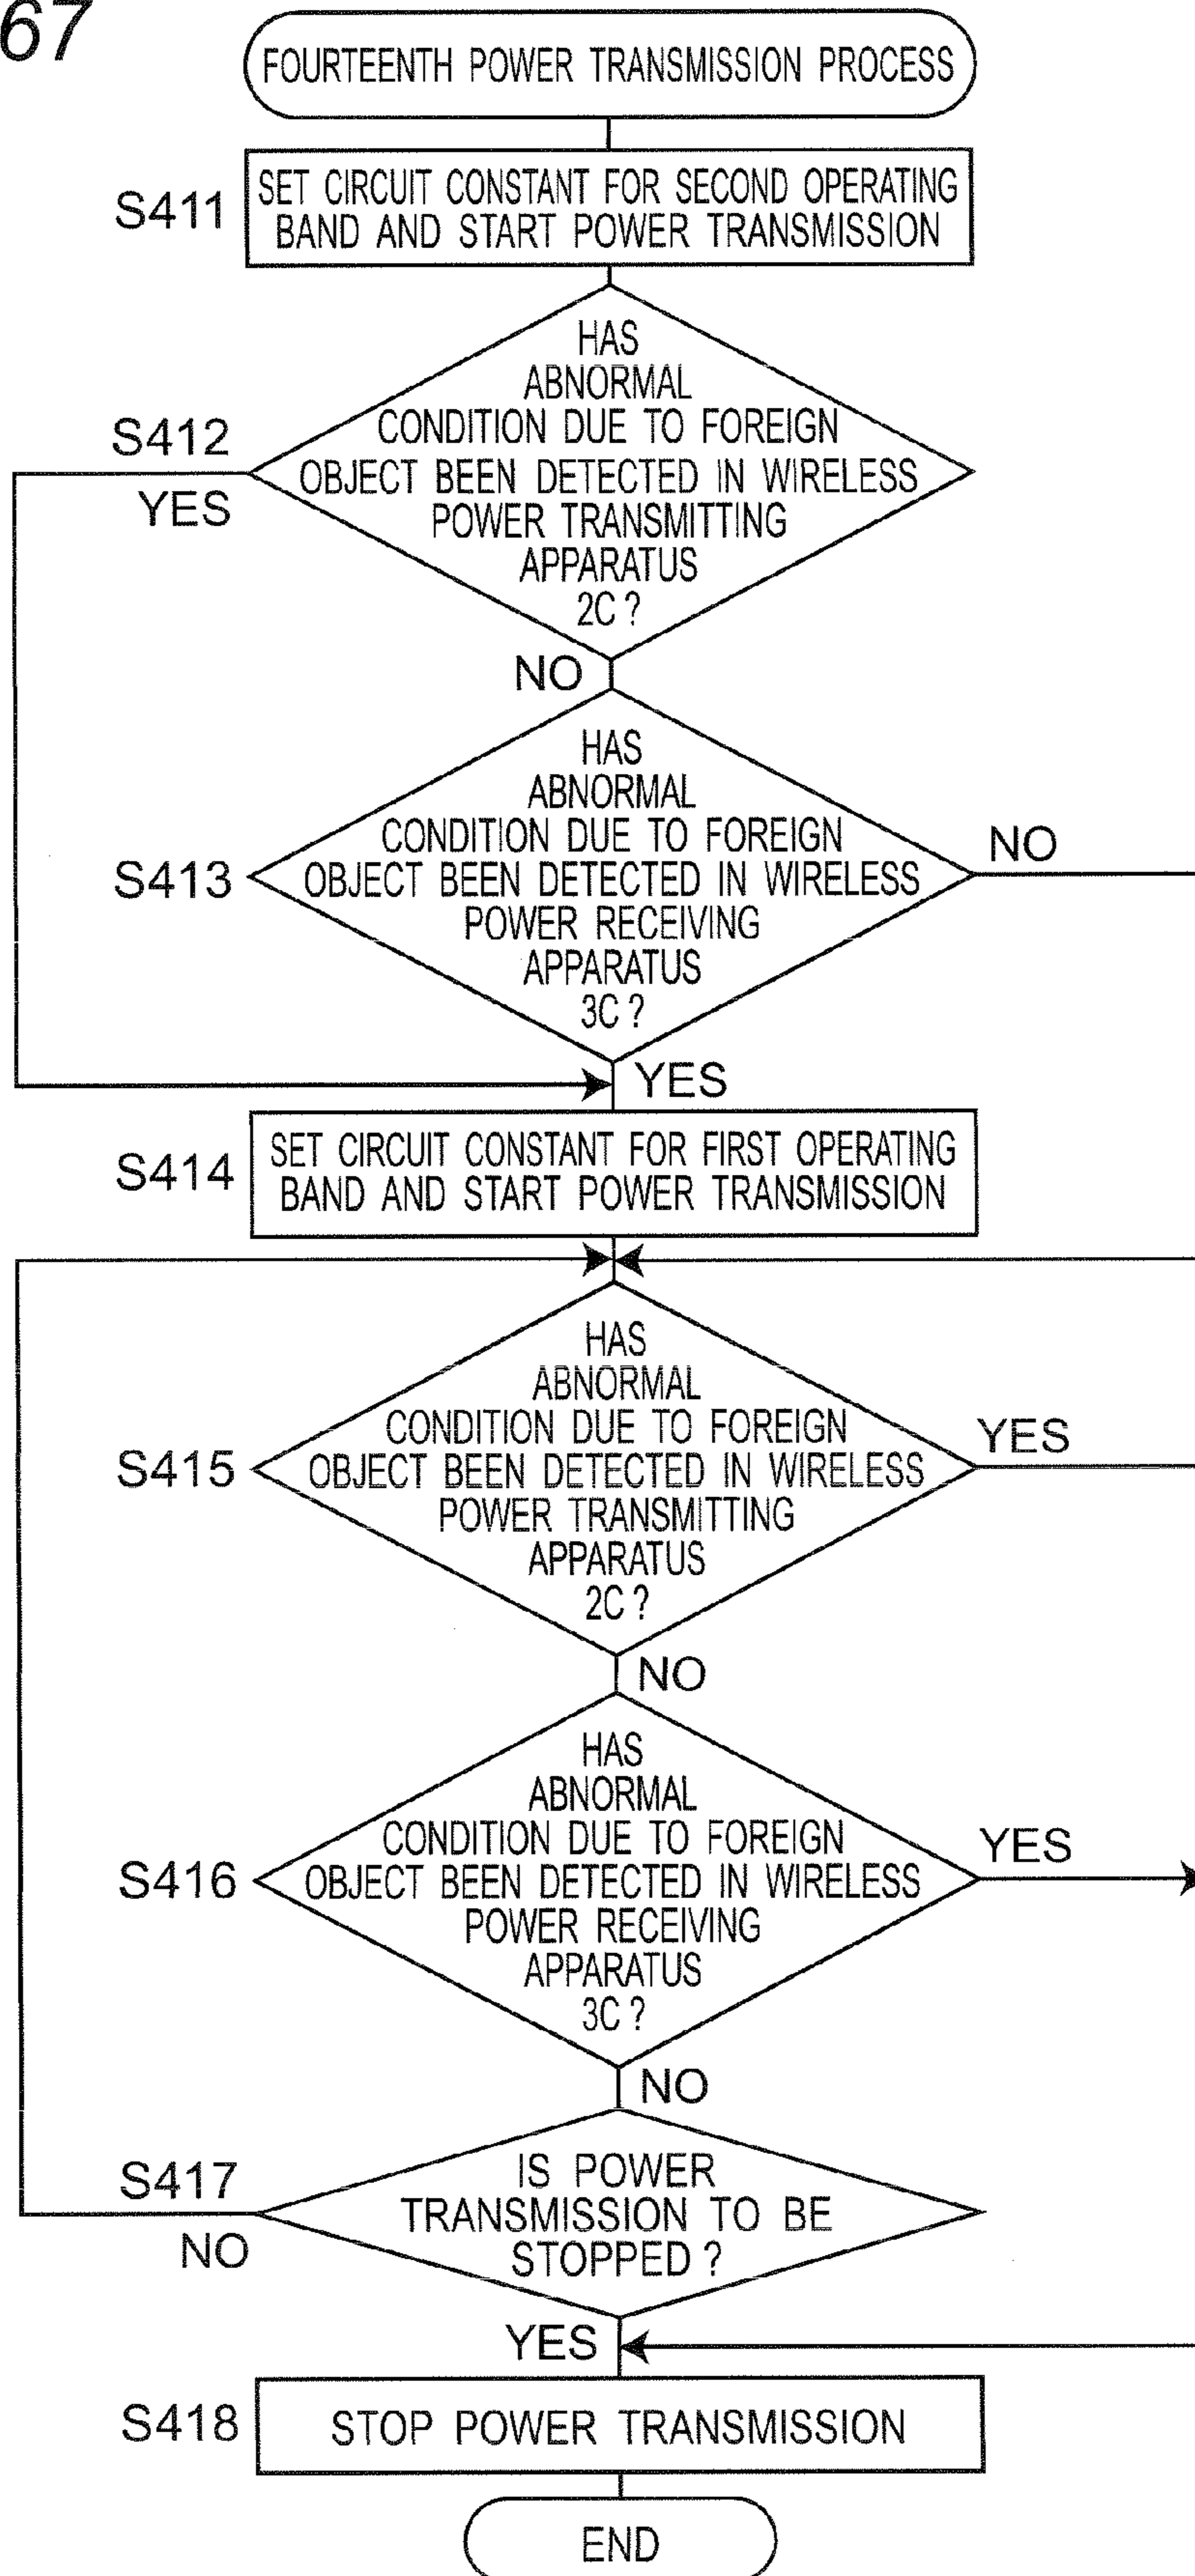 67
FOURTEENTH POWER TRANSMISSION PROCESS
S411
SET CIRCUIT CONSTANT FOR SECOND OPERATING
BAND AND START POWER TRANSMISSION
S412
HAS
ABNORMAL
CONDITION DUE TO FOREIGN
OBJECT BEEN DETECTED IN WIRELESS
POWER TRANSMITTING
APPARATUS
2C ?
YES
NO
S413
HAS
ABNORMAL
CONDITION DUE TO FOREIGN
OBJECT BEEN DETECTED IN WIRELESS
POWER RECEIVING
APPARATUS
3C ?
NO
YES
S414
SET CIRCUIT CONSTANT FOR FIRST OPERATING
BAND AND START POWER TRANSMISSION
S415
HAS
ABNORMAL
CONDITION DUE TO FOREIGN
OBJECT BEEN DETECTED IN WIRELESS
POWER TRANSMITTING
APPARATUS
2C ?
YES
NO
S416
HAS
ABNORMAL
CONDITION DUE TO FOREIGN
OBJECT BEEN DETECTED IN WIRELESS
POWER RECEIVING
APPARATUS
3C ?
YES
NO
S417
IS POWER
TRANSMISSION TO BE
STOPPED ?
NO
YES
S418
STOP POWER TRANSMISSION
END